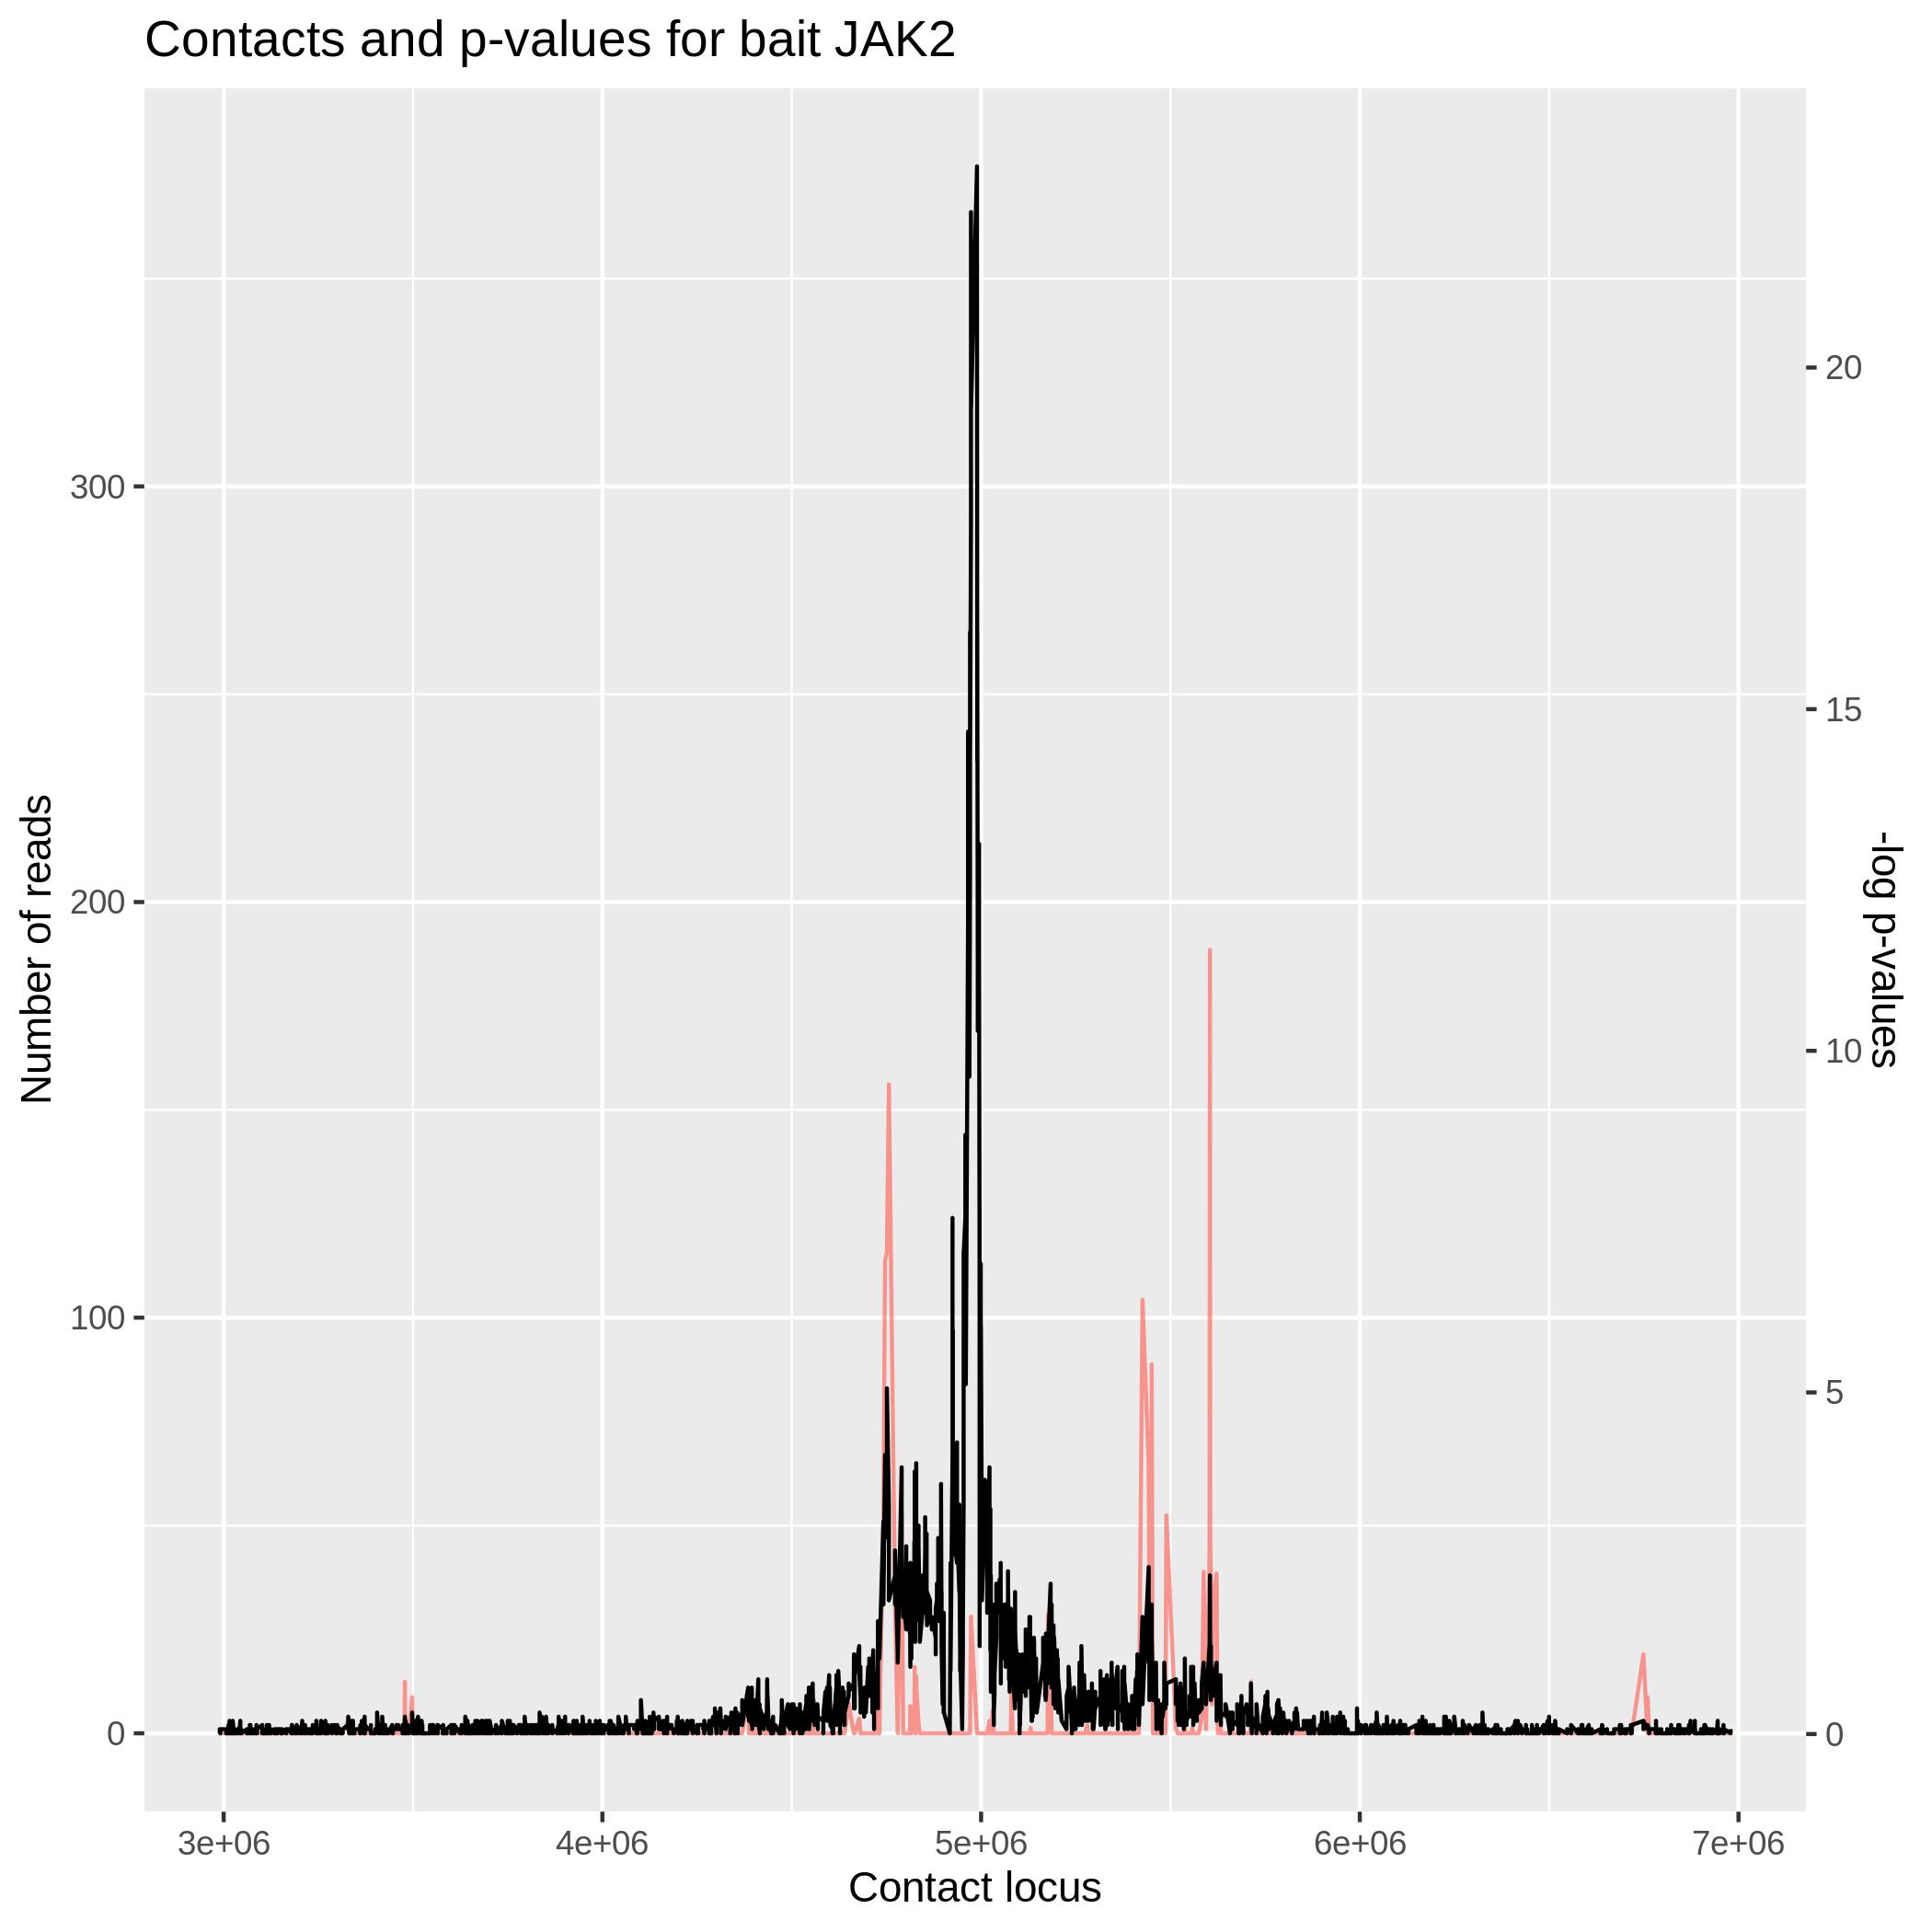 Contacts and p-values for bait JAK2
Number of reads
300
200
100
0
20
15
10
5
0
-log p-values
3e+06
4e+06
5e+06
6e+06
7e+06
Contact locus